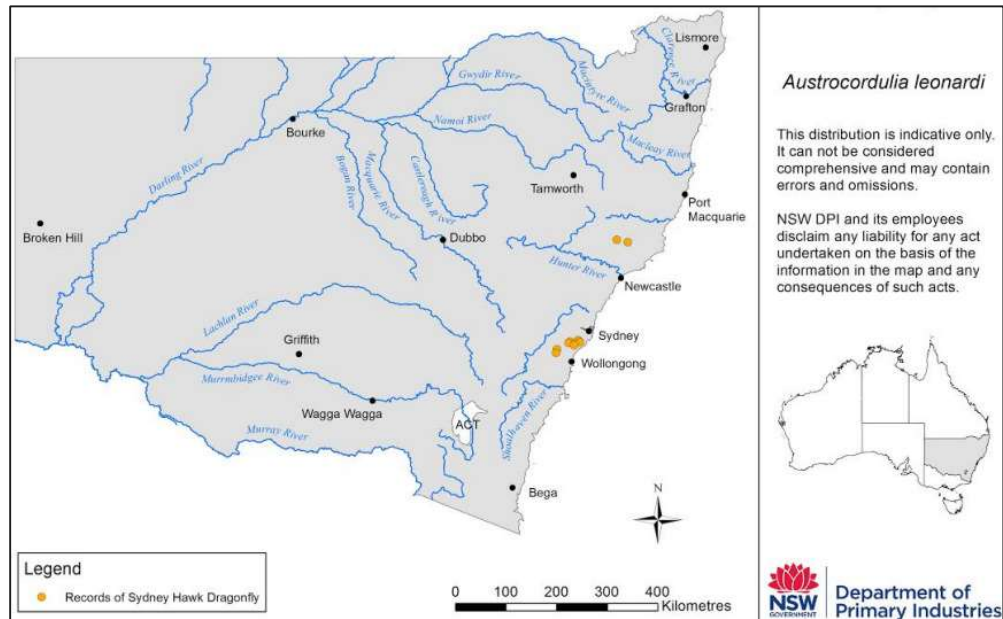 Lismore
Clarence River
Grafton
Gwydir River
Macintyre River
Macleay River
Bourke
Namoi River
Darling River
Bogan River
Macquarie River
Castlereagh River
Tamworth
Port
Macquarie
Broken Hill
Dubbo
Hunter River
Newcastle
Lachlan River
Sydney
Griffith
Wollongong
Murrmbidgee River
Wagga Wagga
ACT
Shoalhaven River
Murray River
Bega
N
Legend
Records of Sydney Hawk Dragonfly
0 50 100 200 300 400
Kilometres
Austrocordulia leonardi
This distribution is indicative only.
It can not be considered
comprehensive and may contain
errors and omissions.
NSW DPI and its employees
disclaim any liability for any act
undertaken on the basis of the
information in the map and any
consequences of such acts.
NSW
GOVERNMENT
Department of
Primary Industries